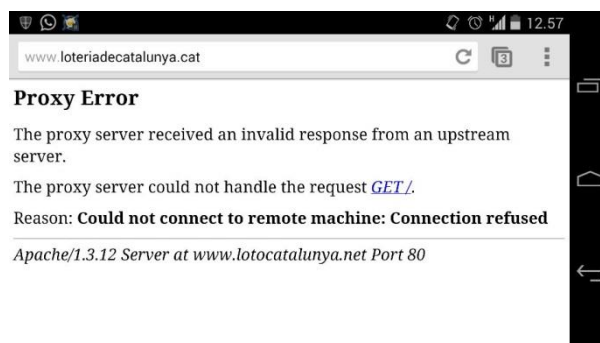 12.57
www.loteriadecatalunya.cat
3
Proxy Error
The proxy server received an invalid response from an upstream
server.
The proxy server could not handle the request GET /.
Reason: Could not connect to remote machine: Connection refused
Apache/1.3.12 Server at www.lotocatalunya.net Port 80